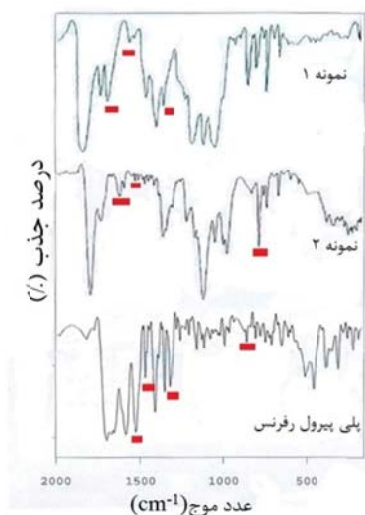 نمونه ۱
نمونه ۲
درصد جذب (٪)
پلی پیرول رفرنس
2000 1500 1000 500
عدد موج (cm-1)